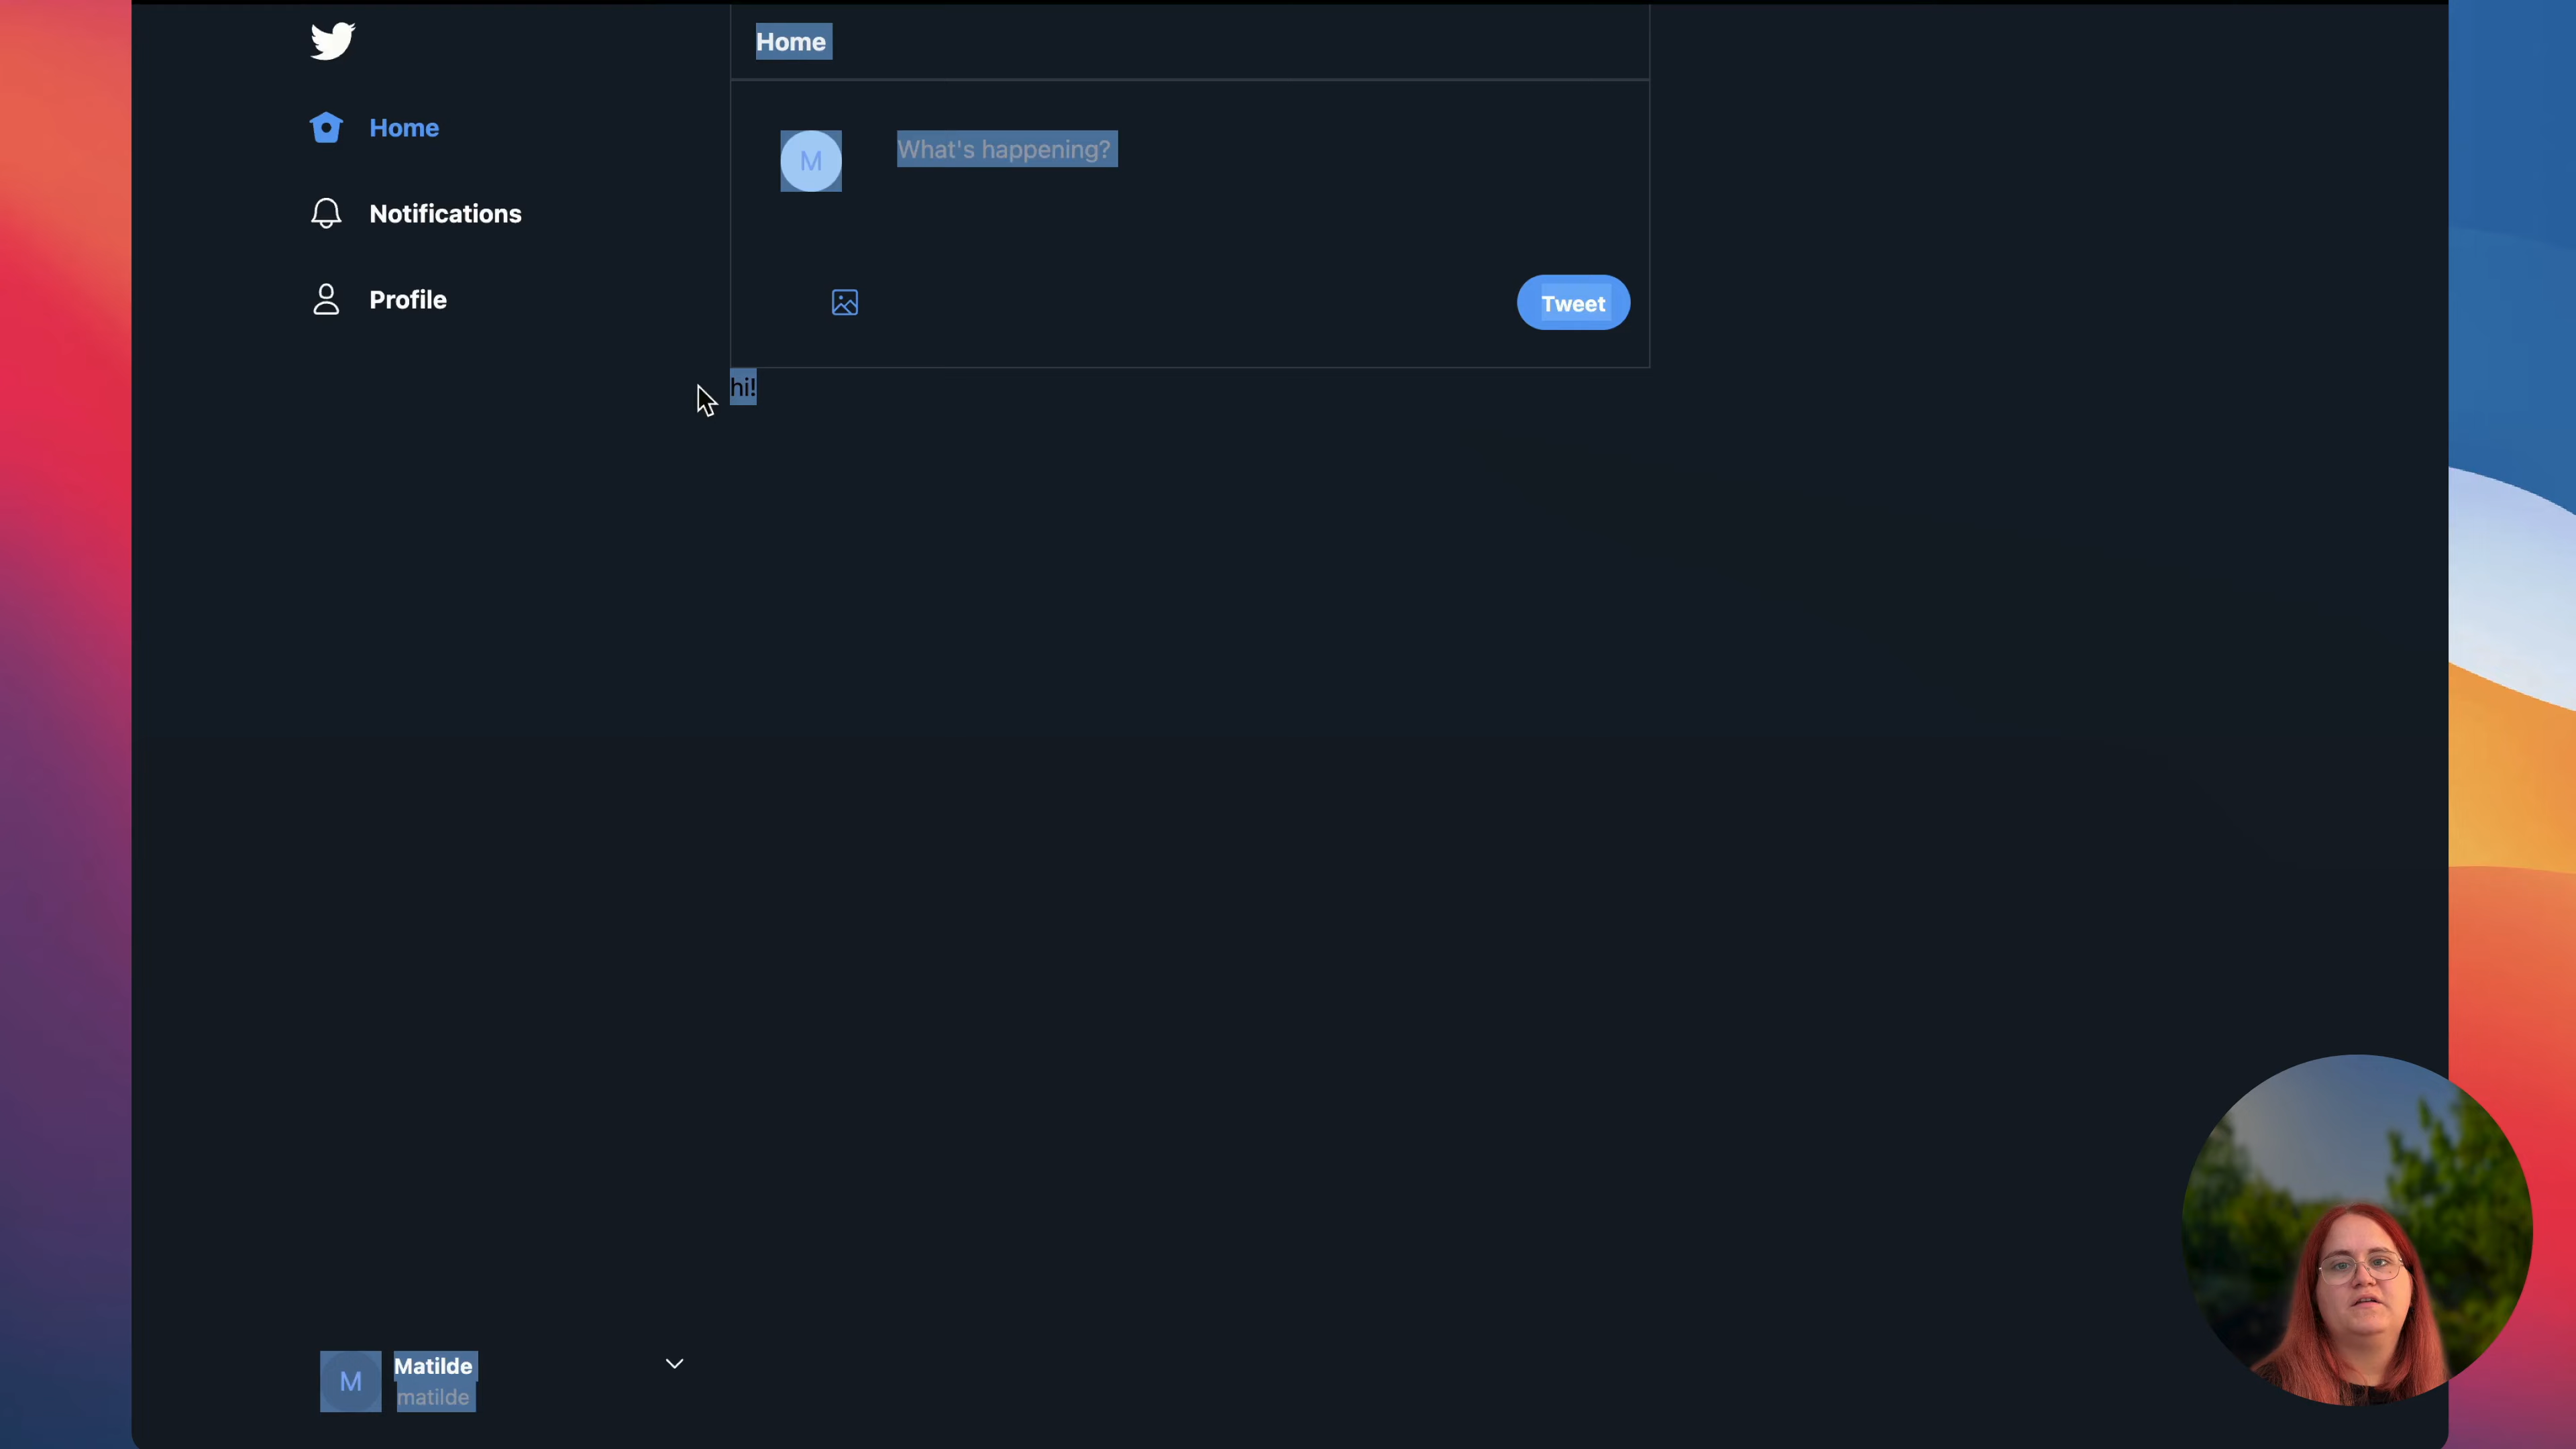 Home
Notifications
Profile
Home
M
What's happening?
Tweet
hi!
M
Matilde
matilde